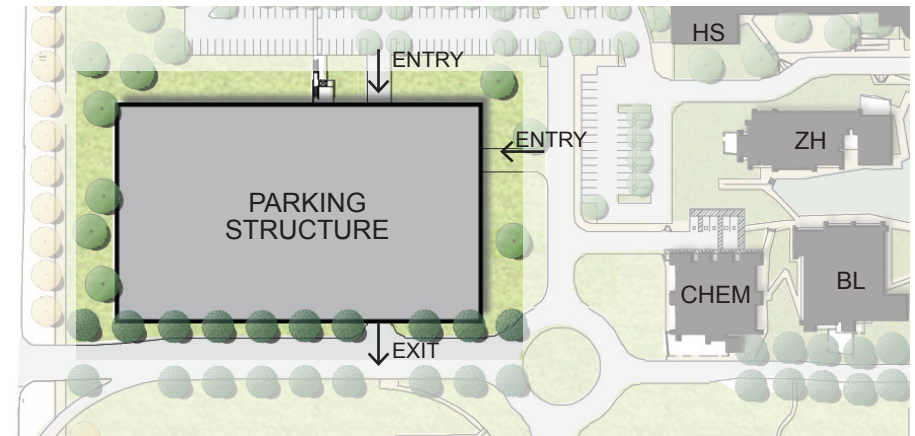 HS
ENTRY
ENTRY
ZH
PARKING
STRUCTURE
CHEM
BL
EXIT